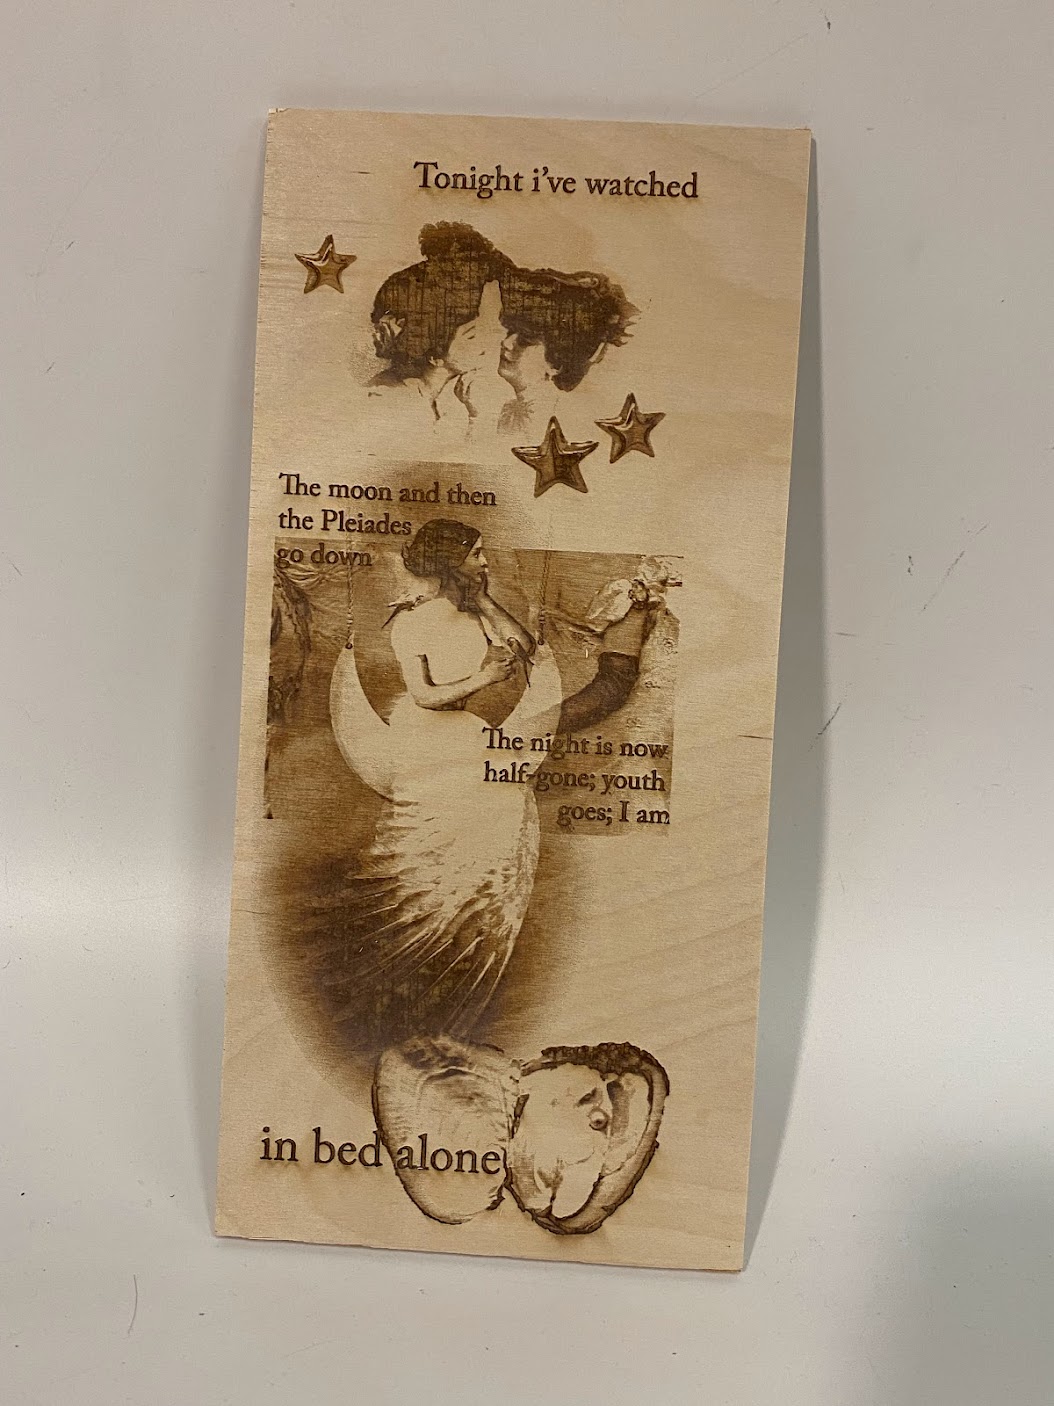 Tonight i've watched
The moon and then
the Pleiades
go down
The night is now
half-gone; youth
goes; I am
in bed alone